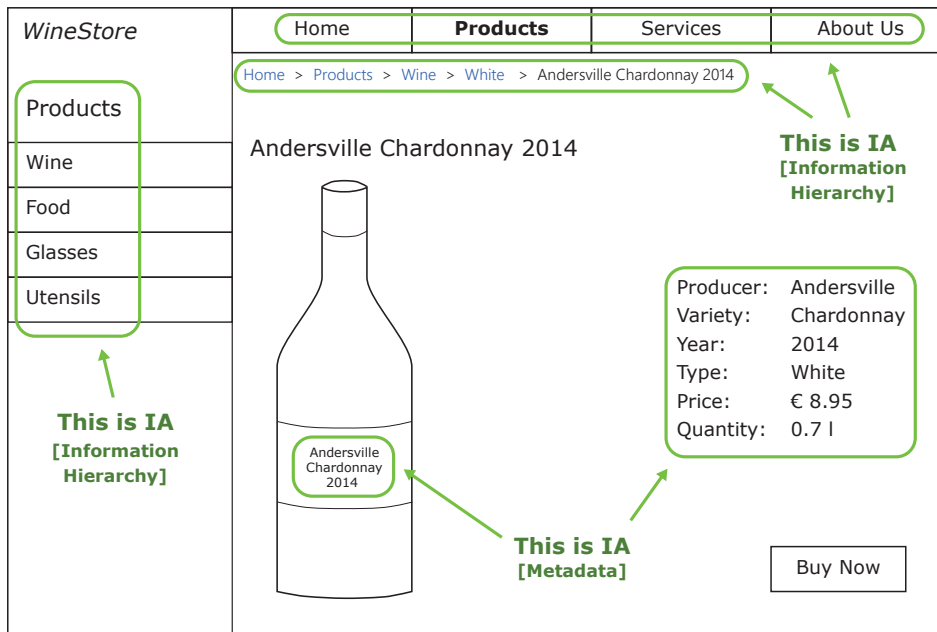 WineStore
Home Products Services About Us
Home > Products > Wine > White > Andersville Chardonnay 2014
Products
Wine
Food
Glasses
Utensils
This is IA
[Information
Hierarchy]
Andersville Chardonnay 2014
Andersville
Chardonnay
2014
This is IA
[Information
Hierarchy]
Producer: Andersville
Variety: Chardonnay
Year: 2014
Type: White
Price: € 8.95
Quantity: 0.7 l
This is IA
[Metadata]
Buy Now